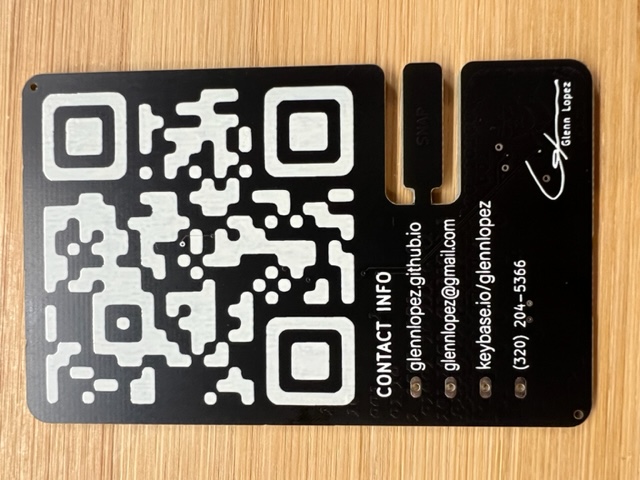 CONTACT INFO
glennlopez.github.io
SNAP
glennlopez@gmail.com
keybase.io/glennlopez
(320) 204-5366
Glenn Lopez